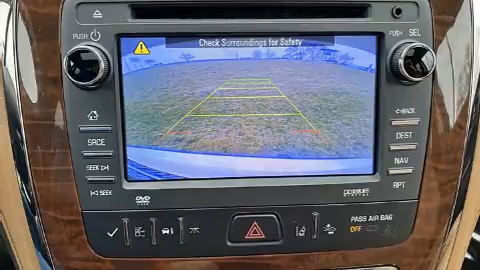 PUSH
Check Surroundings for Safety
PUSH SEL
BACK
SRCE
DEST
SEEK
NAV
SEEK
RPT
DVD
PASS AIR BAG
OFF